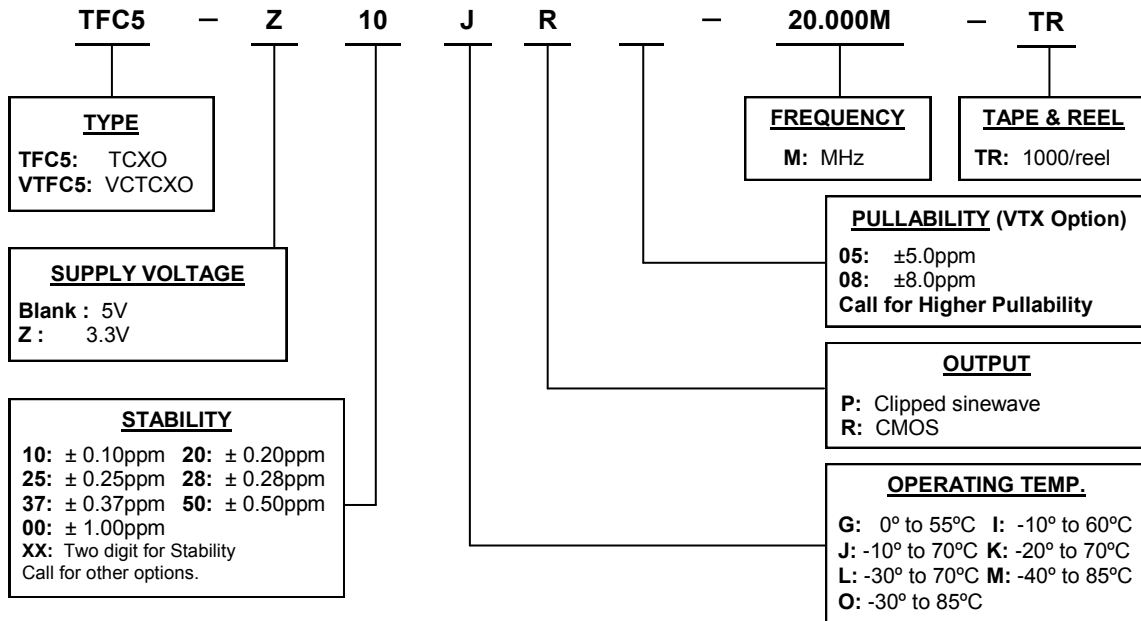 TFC5 – Z 10 J R – 20.000M – TR
TYPE
TFC5: TCXO
VTFC5: VCTCXO
FREQUENCY
M: MHz
TAPE & REEL
TR: 1000/reel
PULLABILITY (VTX Option)
05: ±5.0ppm
08: ±8.0ppm
Call for Higher Pullability
SUPPLY VOLTAGE
Blank : 5V
Z : 3.3V
OUTPUT
P: Clipped sinewave
R: CMOS
STABILITY
10: ± 0.10ppm 20: ± 0.20ppm
25: ± 0.25ppm 28: ± 0.28ppm
37: ± 0.37ppm 50: ± 0.50ppm
00: ± 1.00ppm
XX: Two digit for Stability
Call for other options.
OPERATING TEMP.
G: 0º to 55ºC I: -10º to 60ºC
J: -10º to 70ºC K: -20º to 70ºC
L: -30º to 70ºC M: -40º to 85ºC
O: -30º to 85ºC